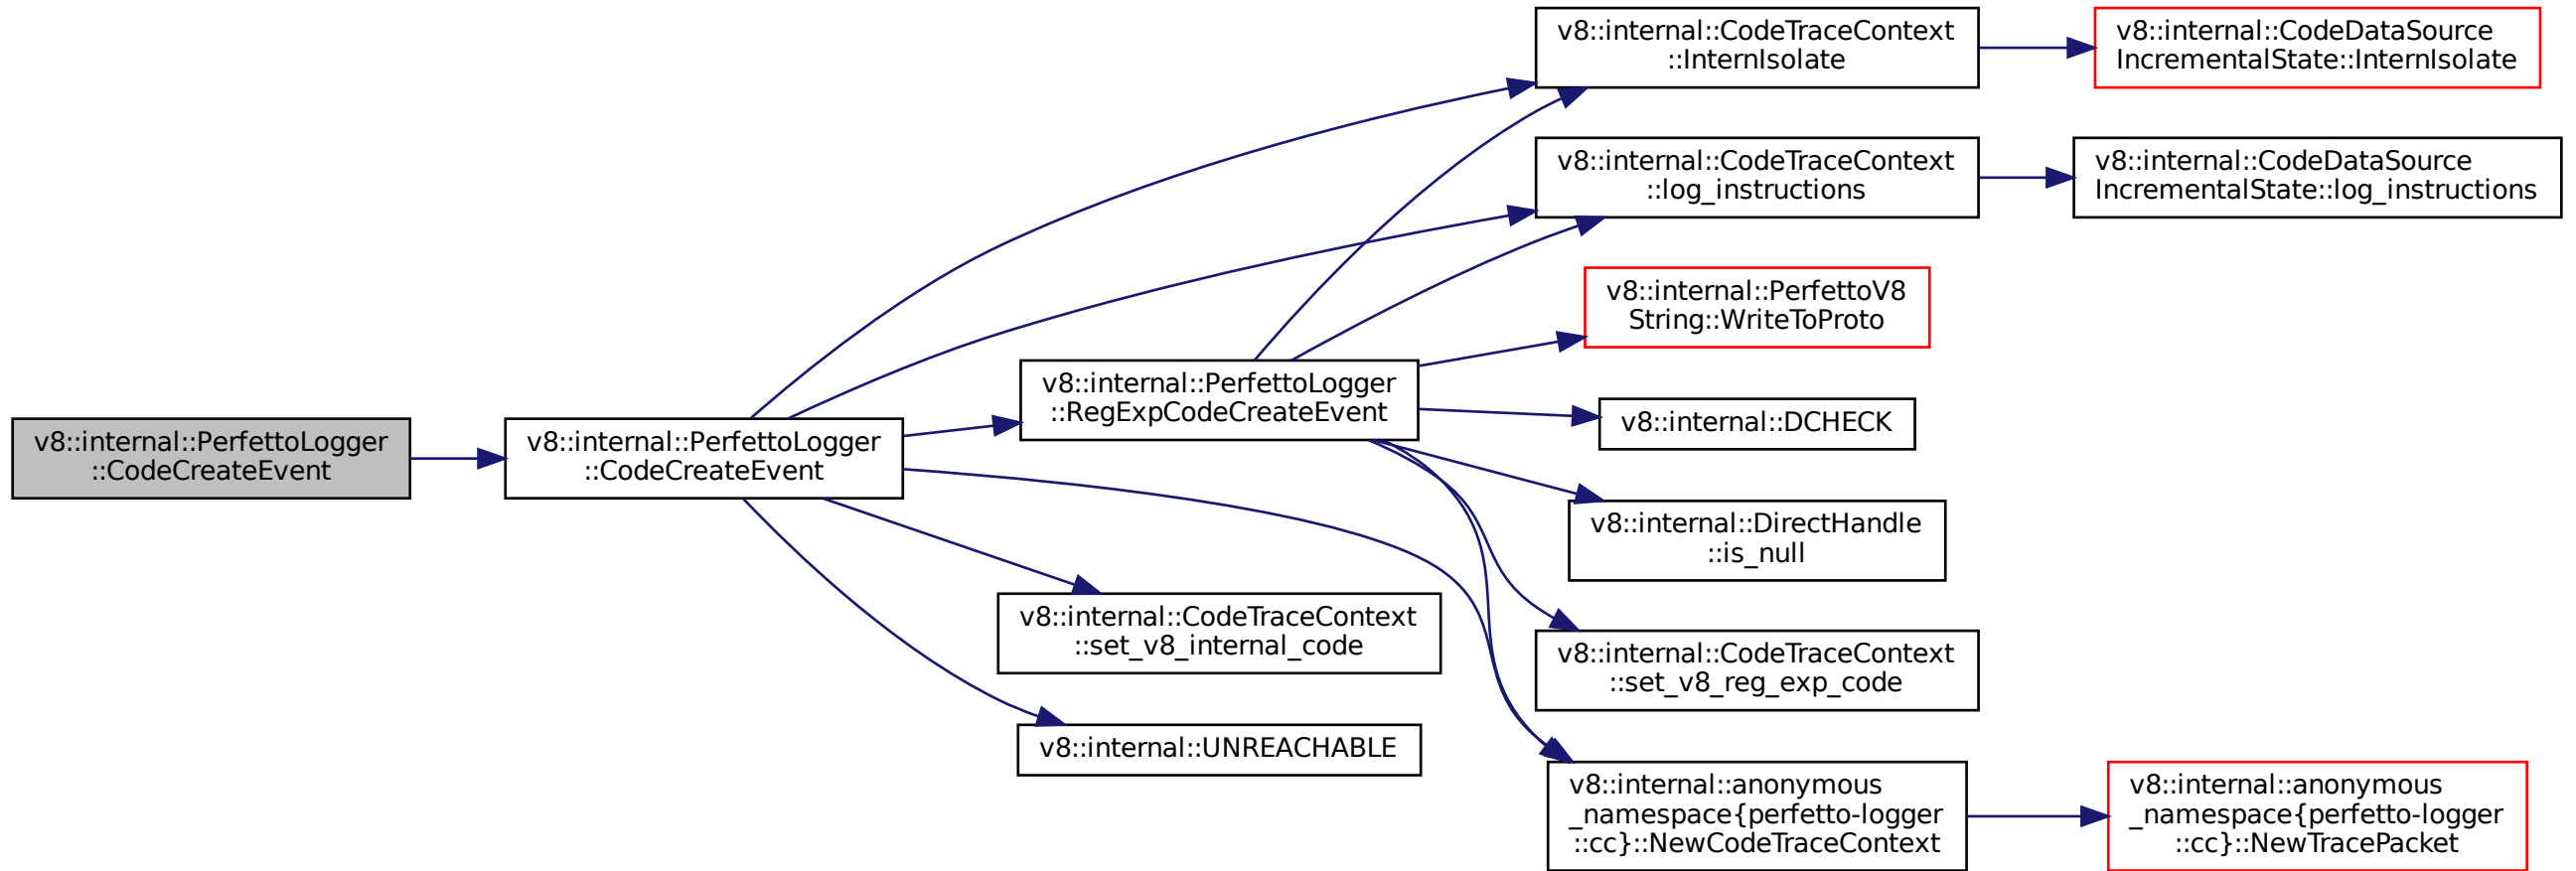 v8::internal::PerfettoLogger
::CodeCreateEvent
v8::internal::PerfettoLogger
::CodeCreateEvent
v8::internal::PerfettoLogger
::RegExpCodeCreateEvent
v8::internal::CodeTraceContext
::set_v8_internal_code
v8::internal::UNREACHABLE
v8::internal::CodeTraceContext
::InternIsolate
v8::internal::CodeTraceContext
::log_instructions
v8::internal::PerfettoV8
String::WriteToProto
v8::internal::DCHECK
v8::internal::DirectHandle
::is_null
v8::internal::CodeTraceContext
::set_v8_reg_exp_code
v8::internal::anonymous
_namespace{perfetto-logger
::cc}::NewCodeTraceContext
v8::internal::CodeDataSource
IncrementalState::InternIsolate
v8::internal::CodeDataSource
IncrementalState::log_instructions
v8::internal::anonymous
_namespace{perfetto-logger
::cc}::NewTracePacket